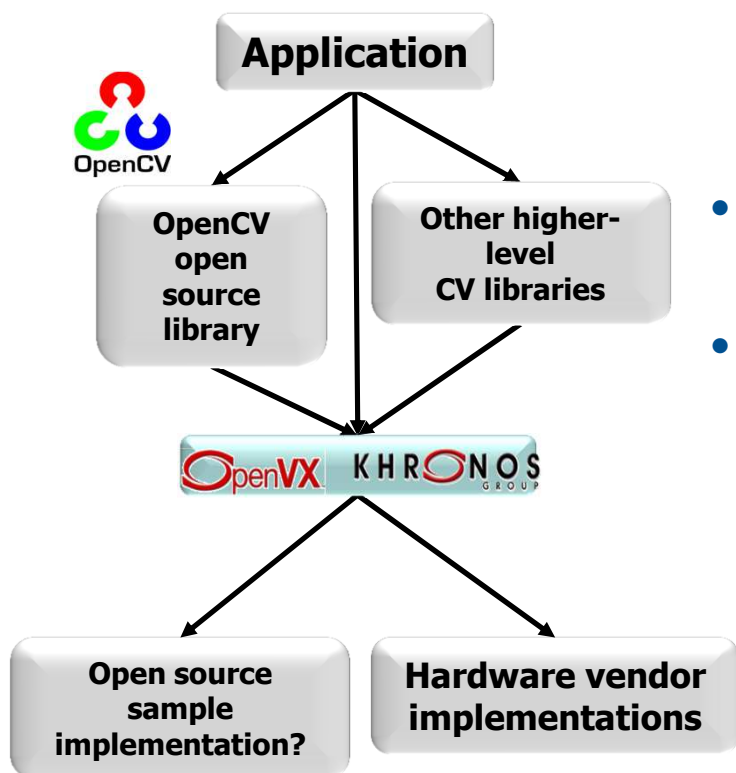 Application
OpenCV
OpenCV
open
source
library
Other higher-
level
CV libraries
OpenVX KHRONOS
GROUP
Open source
sample
implementation?
Hardware vendor
implementations